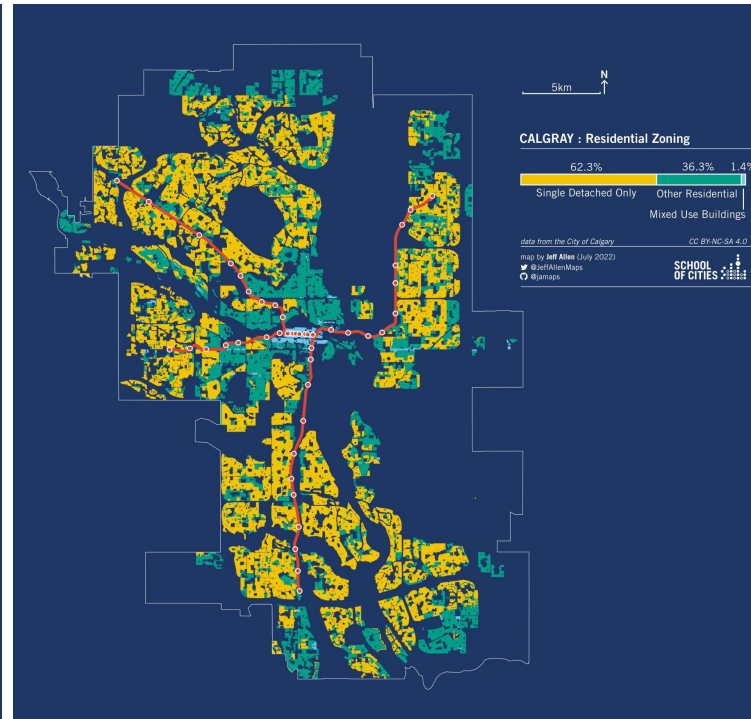 N
5km
CALGRAY : Residential Zoning
62.3% 36.3% 1.4%
Single Detached Only Other Residential
Mixed Use Buildings
data from the City of Calgary CC BY-NC-SA 4.0
map by Jeff Allen (July 2022)
@JeffAllenMaps
@jamaps
SCHOOL
OF CITIES